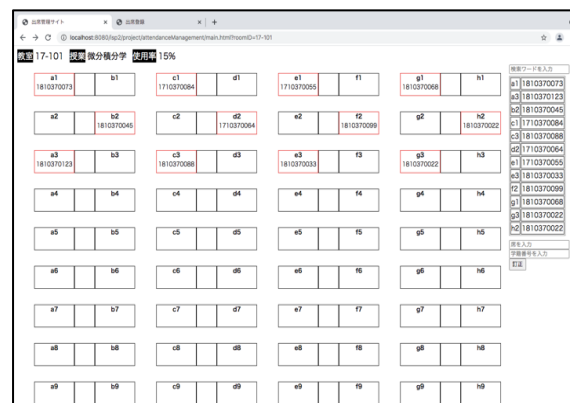 出席管理サイト
出席登録
localhost:8080/ep2/project/attendanceManagement/main.html?roomID=17-101
教室 17-101 授業 微分積分学 使用率 15%
a1 b1 c1 d1 e1 f1 g1 h1
1810370073 1710370084 1710370055 1810370068
a2 b2 c2 d2 e2 f2 g2 h2
1810370045 1710370064 1810370099 1810370022
a3 b3 c3 d3 e3 f3 g3 h3
1810370123 1810370088 1810370033 1810370022
a4 b4 c4 d4 e4 f4 g4 h4
a5 b5 c5 d5 e5 f5 g5 h5
a6 b6 c6 d6 e6 f6 g6 h6
a7 b7 c7 d7 e7 f7 g7 h7
a8 b8 c8 d8 e8 f8 g8 h8
a9 b9 c9 d9 e9 f9 g9 h9
検索ワードを入力
a1 1810370073
a3 1810370123
b2 1810370045
c1 1710370084
c3 1810370088
d2 1710370064
e1 1710370055
e3 1810370033
f2 1810370099
g1 1810370068
g3 1810370022
h2 1810370022
席を入力
学籍番号を入力
訂正